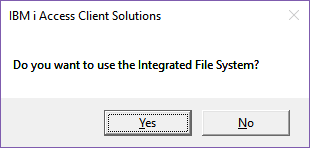 IBM i Access Client Solutions
Do you want to use the Integrated File System?
Yes
No